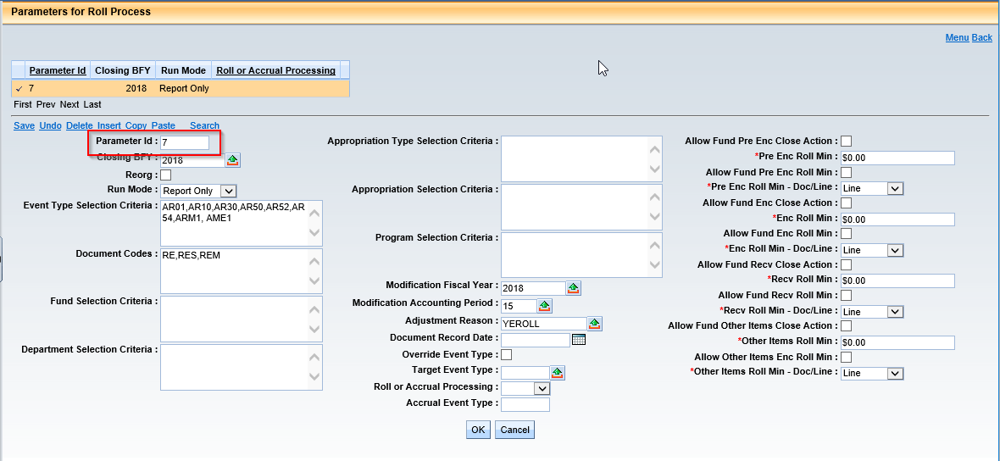 Parameters for Roll Process
Menu Back
Parameter Id Closing BFY Run Mode Roll or Accrual Processing
✓ 7 2018 Report Only
First Prev Next Last
Save Undo Delete Insert Copy Paste Search
Parameter Id : 7
Closing BFY : 2018
Reorg :
Run Mode : Report Only
Event Type Selection Criteria : AR01,AR10,AR30,AR50,AR52,AR
54,ARM1, AME1
Document Codes : RE,RES,REM
Fund Selection Criteria :
Department Selection Criteria :
Appropriation Type Selection Criteria :
Appropriation Selection Criteria :
Program Selection Criteria :
Modification Fiscal Year : 2018
Modification Accounting Period : 15
Adjustment Reason : YEROLL
Document Record Date :
Override Event Type :
Target Event Type :
Roll or Accrual Processing :
Accrual Event Type :
Allow Fund Pre Enc Close Action :
*Pre Enc Roll Min : $0.00
Allow Fund Pre Enc Roll Min :
*Pre Enc Roll Min - Doc/Line : Line
Allow Fund Enc Close Action :
*Enc Roll Min : $0.00
Allow Fund Enc Roll Min :
*Enc Roll Min - Doc/Line : Line
Allow Fund Recv Close Action :
*Recv Roll Min : $0.00
Allow Fund Recv Roll Min :
*Recv Roll Min - Doc/Line : Line
Allow Fund Other Items Close Action :
*Other Items Roll Min : $0.00
Allow Other Items Enc Roll Min :
*Other Items Roll Min - Doc/Line : Line
OK Cancel